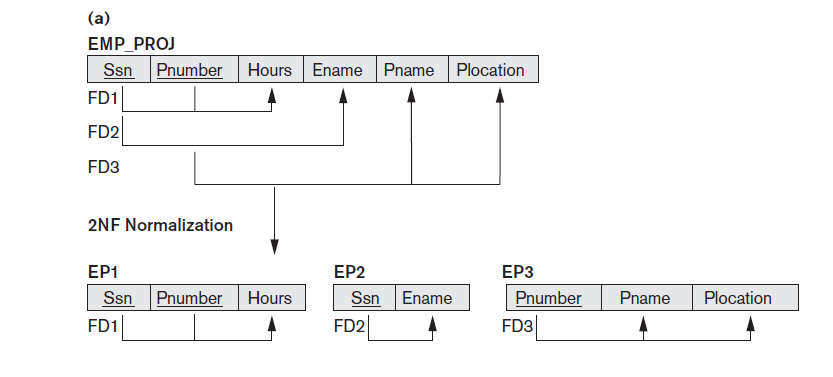 (a)
EMP_PROJ
Ssn Pnumber Hours Ename Pname Plocation
FD1
FD2
FD3
2NF Normalization
EP1 EP2 EP3
Ssn Pnumber Hours Ssn Ename Pnumber Pname Plocation
FD1 FD2 FD3